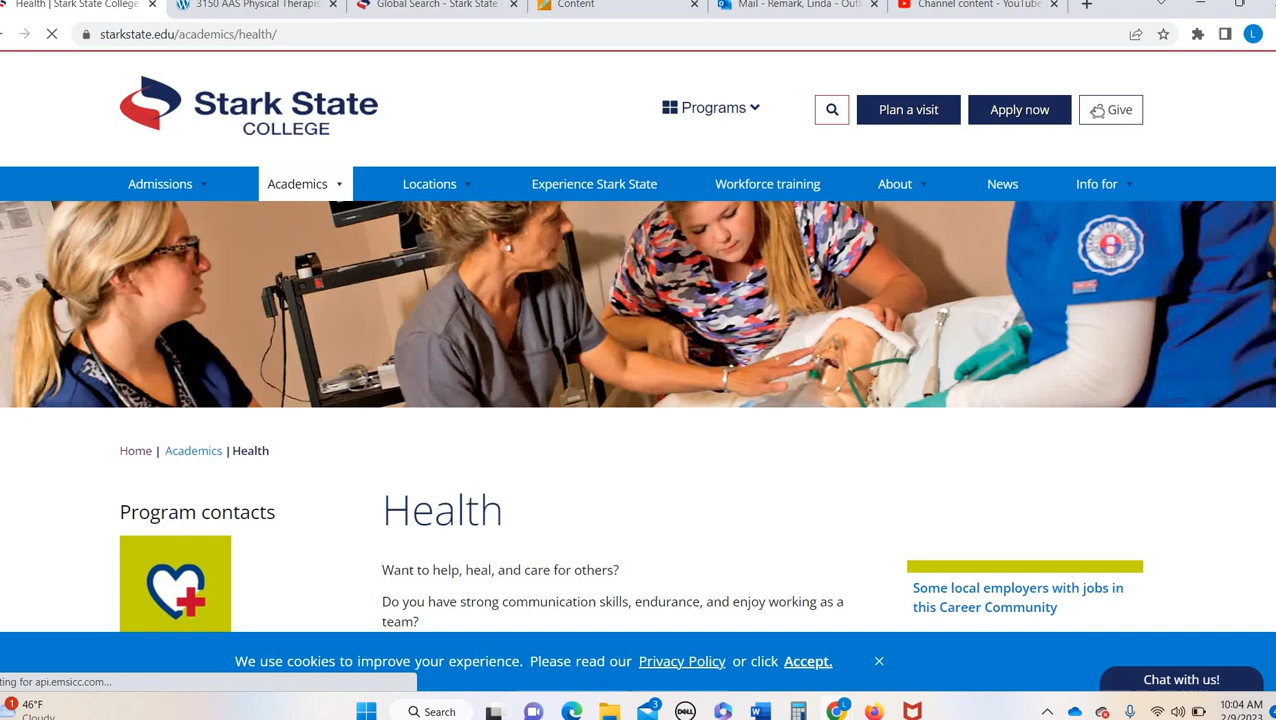 Health | Stark State College
3150 AAS Physical Therapis
Global Search - Stark State
Content
Mail - Remark, Linda - Outl
Channel content - YouTube
starkstate.edu/academics/health/
L
Stark State
COLLEGE
Programs
Plan a visit
Apply now
Give
Admissions
Academics
Locations
Experience Stark State
Workforce training
About
News
Info for
Home | Academics | Health
Program contacts
Health
Want to help, heal, and care for others?
Do you have strong communication skills, endurance, and enjoy working as a
team?
Some local employers with jobs in
this Career Community
We use cookies to improve your experience. Please read our Privacy Policy or click Accept.
Chat with us!
ting for api.emsicc.com...
1
46°F
Cloudy
Search
3
DELL
L
10:04 AM
2/9/2023